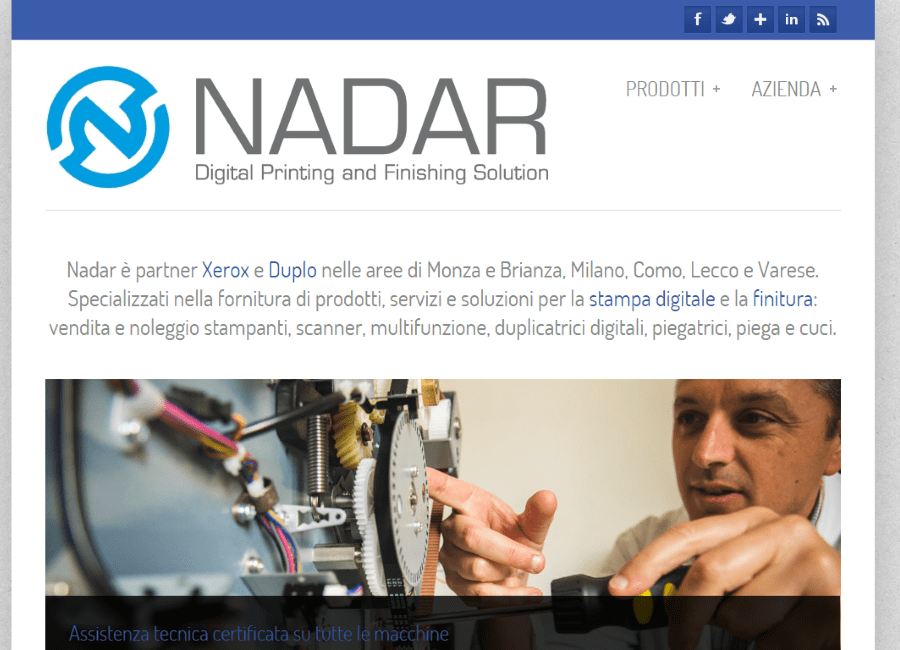 PRODOTTI +
AZIENDA +
NADAR
Digital Printing and Finishing Solution
Nadar è partner Xerox e Duplo nelle aree di Monza e Brianza, Milano, Como, Lecco e Varese.
Specializzati nella fornitura di prodotti, servizi e soluzioni per la stampa digitale e la finitura:
vendita e noleggio stampanti, scanner, multifunzione, duplicatrici digitali, piegatrici, piega e cuci.
Assistenza tecnica certificata su tutte le macchine